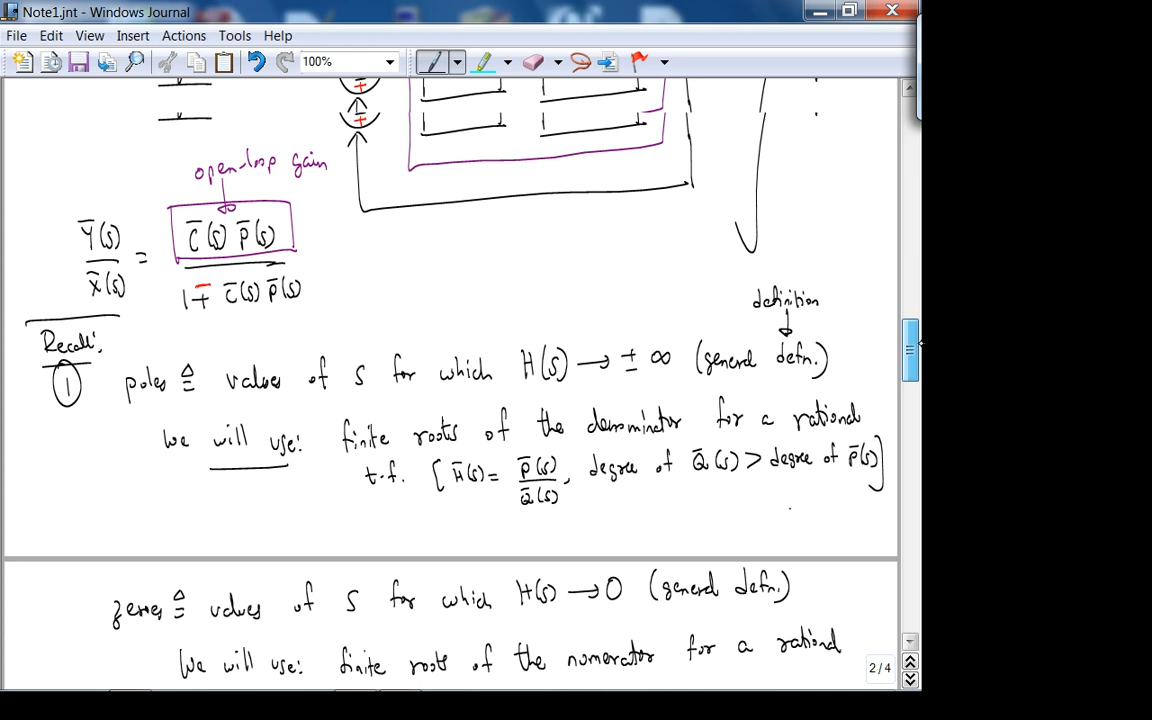 Note1.jnt - Windows Journal
File Edit View Insert Actions Tools Help
100%
open-loop gain
Y̅(s)/X̅(s) = C̅(s) P̅(s) / 1 ∓ C̅(s) P̅(s)
definition
Recall:
① poles ≜ values of s for which H(s) → ± ∞ (general defn.)
We will use: finite roots of the denominator for a rational
t.f. [H̅(s) = P̅(s)/Q̅(s), degree of Q̅(s) > degree of P̅(s)]
zeroes ≜ values of s for which H(s) → 0 (general defn.)
We will use: finite roots of the numerator for a rational
2 / 4